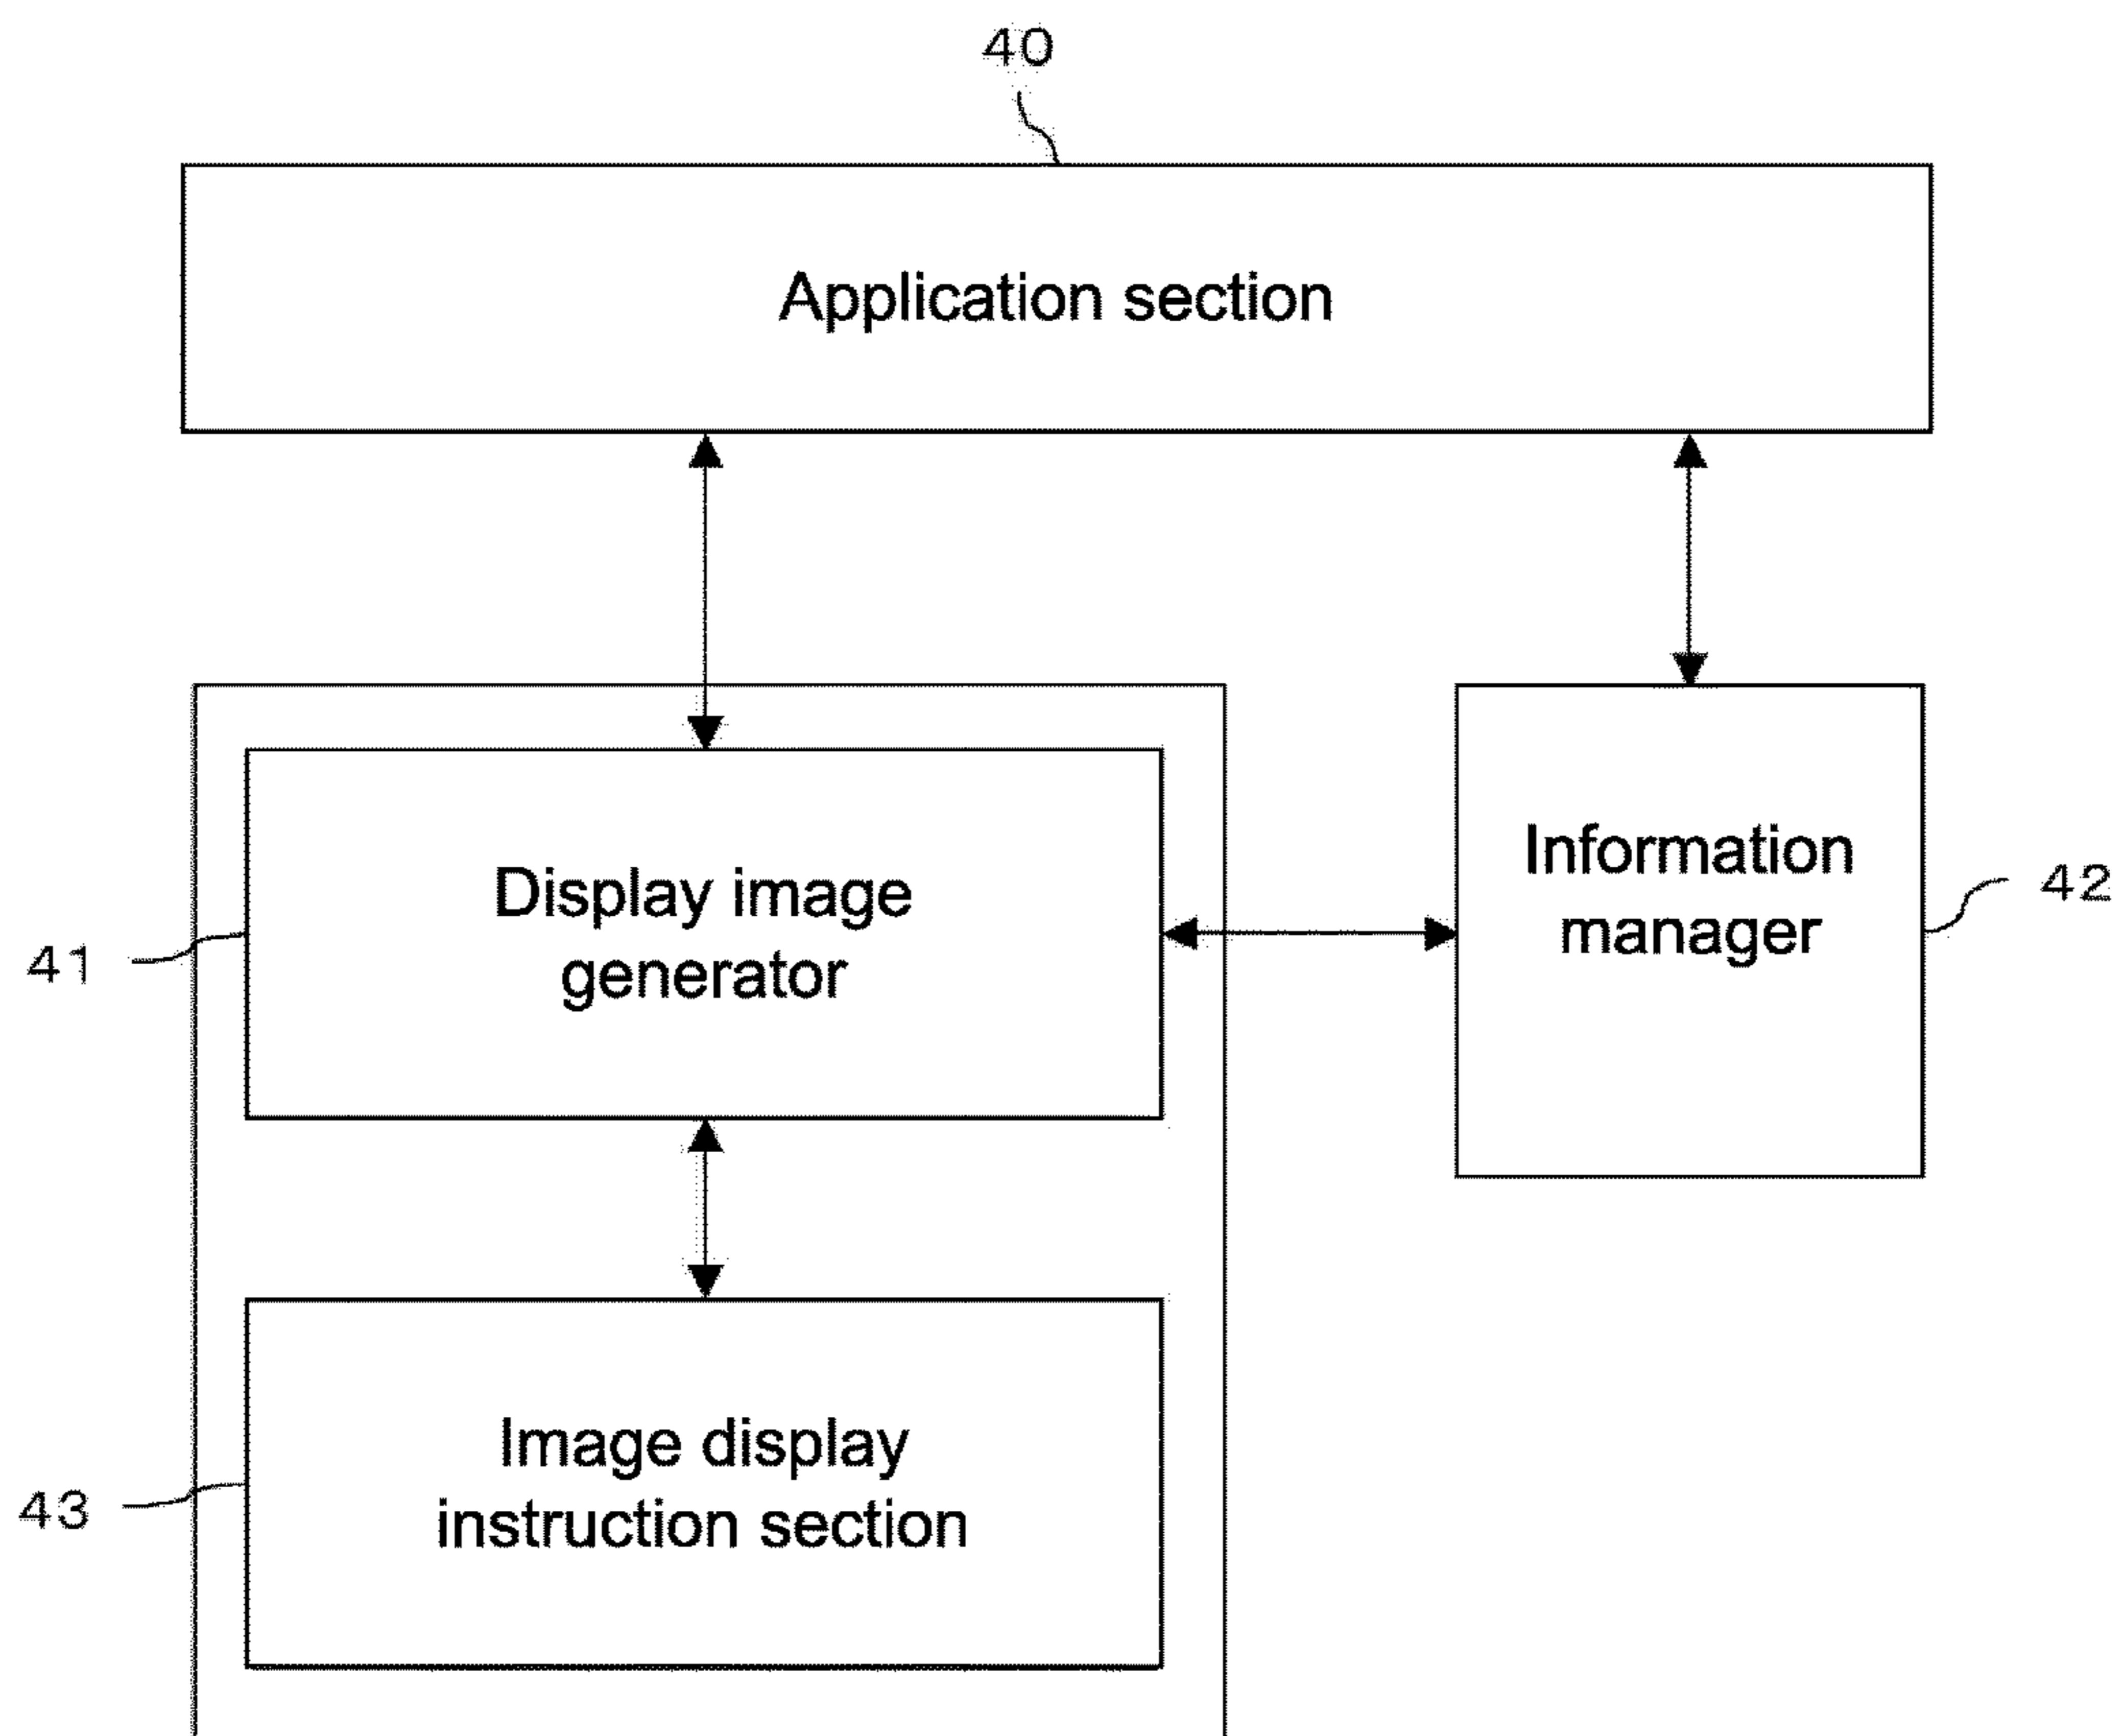 40
Application section
Display image
generator
41
Information
manager
42
Image display
instruction section
43